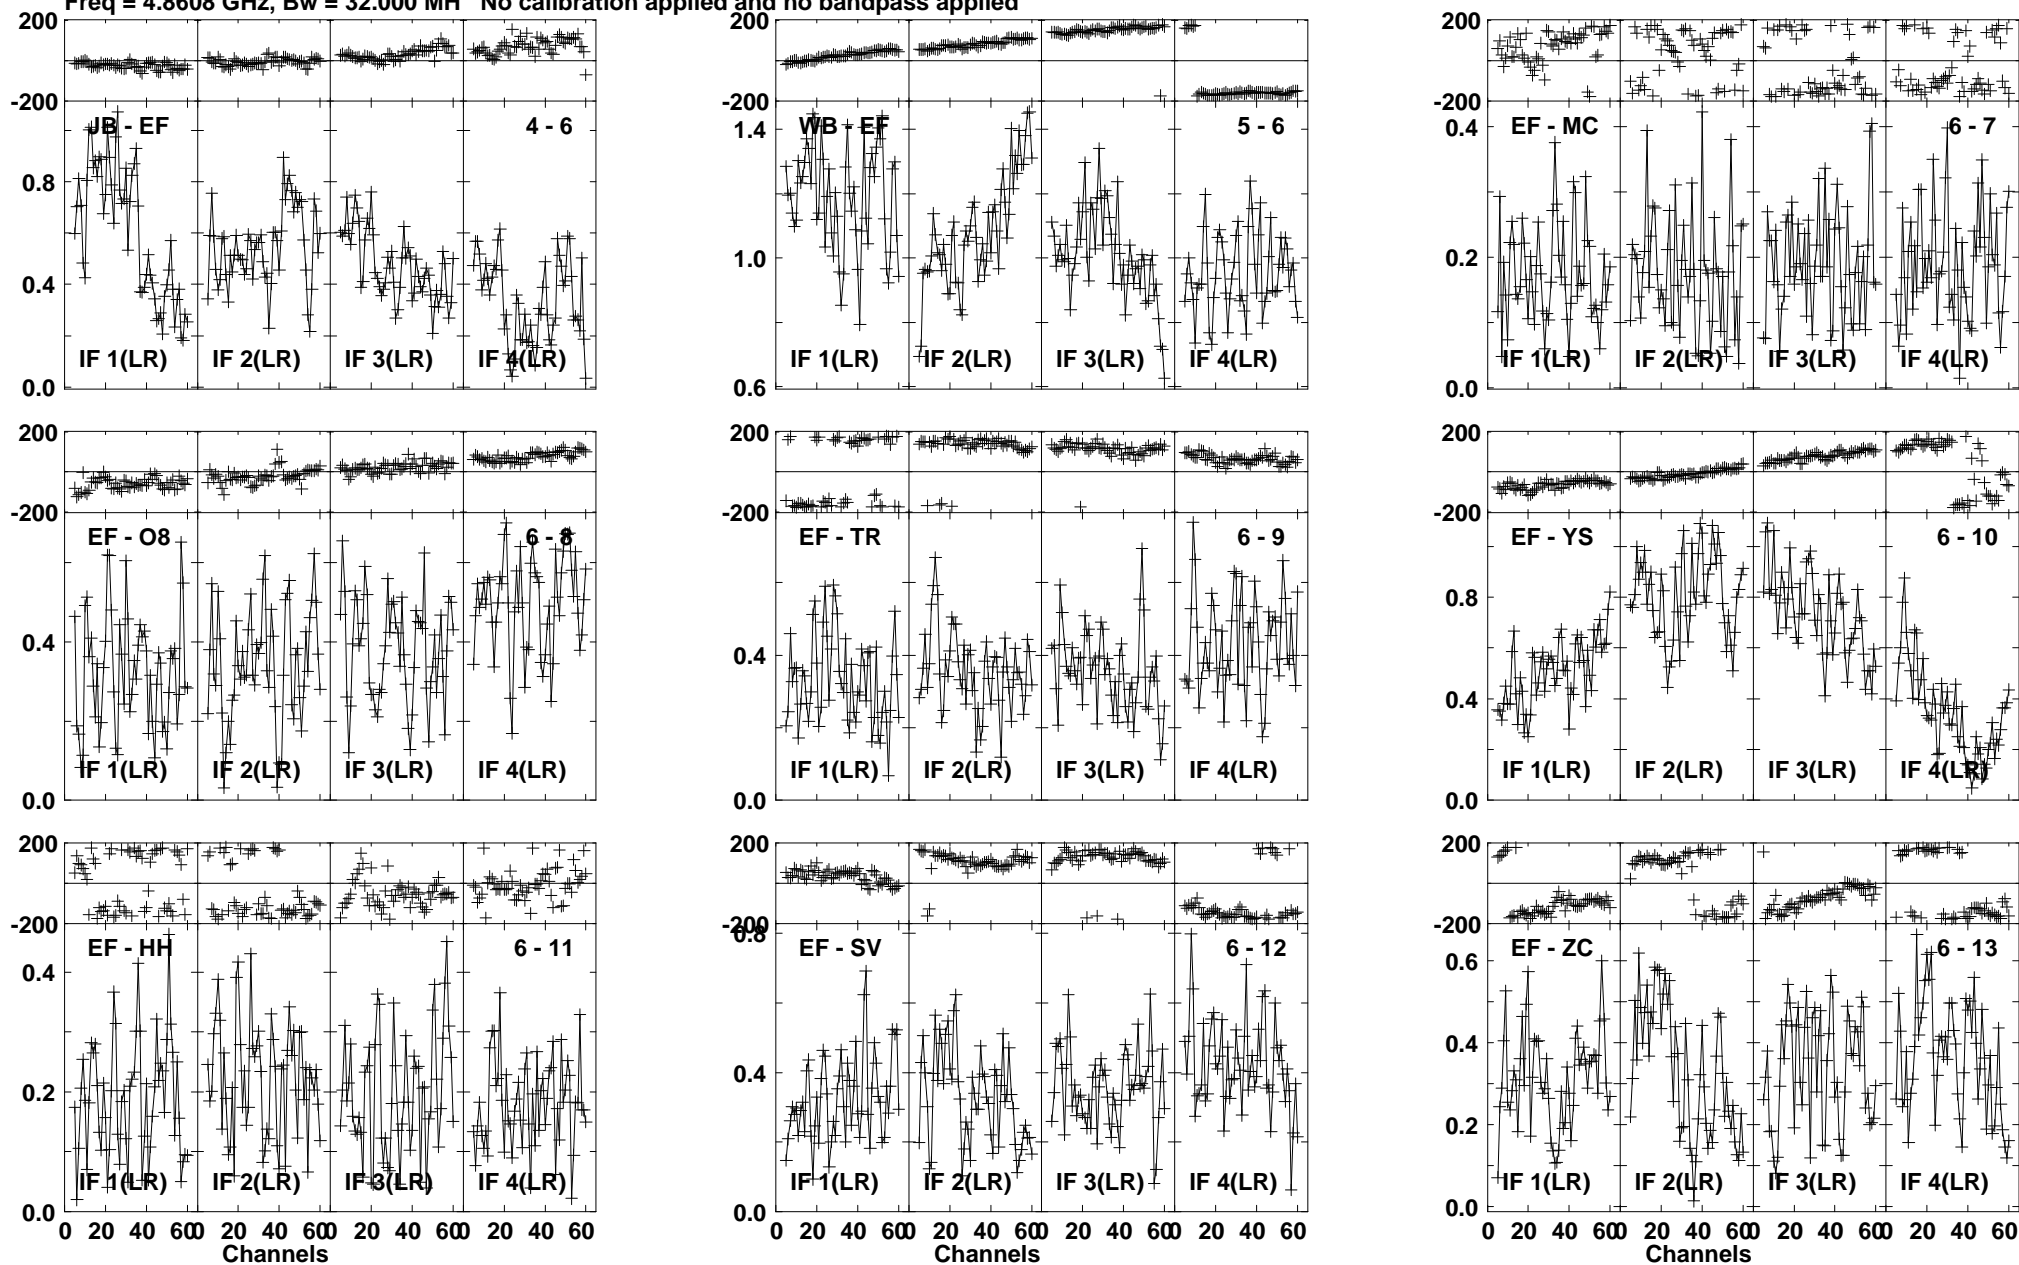 Freq = 4.8608 GHz, Bw = 32.000 MH No calibration applied and no bandpass applied
200 200 200
-200 -200 -200
JB - EF 4 - 6 WB - EF 5 - 6 EF - MC 6 - 7
1.4 0.4
0.8
1.0 0.2
0.4
IF 1(LR) IF 2(LR) IF 3(LR) IF 4(LR) IF 1(LR) IF 2(LR) IF 3(LR) IF 4(LR) IF 1(LR) IF 2(LR) IF 3(LR) IF 4(LR)
0.0 0.6 0.0
200 200 200
-200 -200 -200
EF - O8 6 - 8 EF - TR 6 - 9 EF - YS 6 - 10
0.8
0.4 0.4 0.4
IF 1(LR) IF 2(LR) IF 3(LR) IF 4(LR) IF 1(LR) IF 2(LR) IF 3(LR) IF 4(LR) IF 1(LR) IF 2(LR) IF 3(LR) IF 4(LR)
0.0 0.0 0.0
200 200 200
-200 -200 -200
0.8
EF - HH 6 - 11 EF - SV 6 - 12 EF - ZC 6 - 13
0.4 0.6
0.4 0.4
0.2 0.2
IF 1(LR) IF 2(LR) IF 3(LR) IF 4(LR) IF 1(LR) IF 2(LR) IF 3(LR) IF 4(LR) IF 1(LR) IF 2(LR) IF 3(LR) IF 4(LR)
0.0 0.0 0.0
0 20 40 60 0 20 40 60 0 20 40 60 0 20 40 60 0 20 40 60 0 20 40 60 0 20 40 60 0 20 40 60 0 20 40 60 0 20 40 60 0 20 40 60 0 20 40 60
Channels Channels Channels